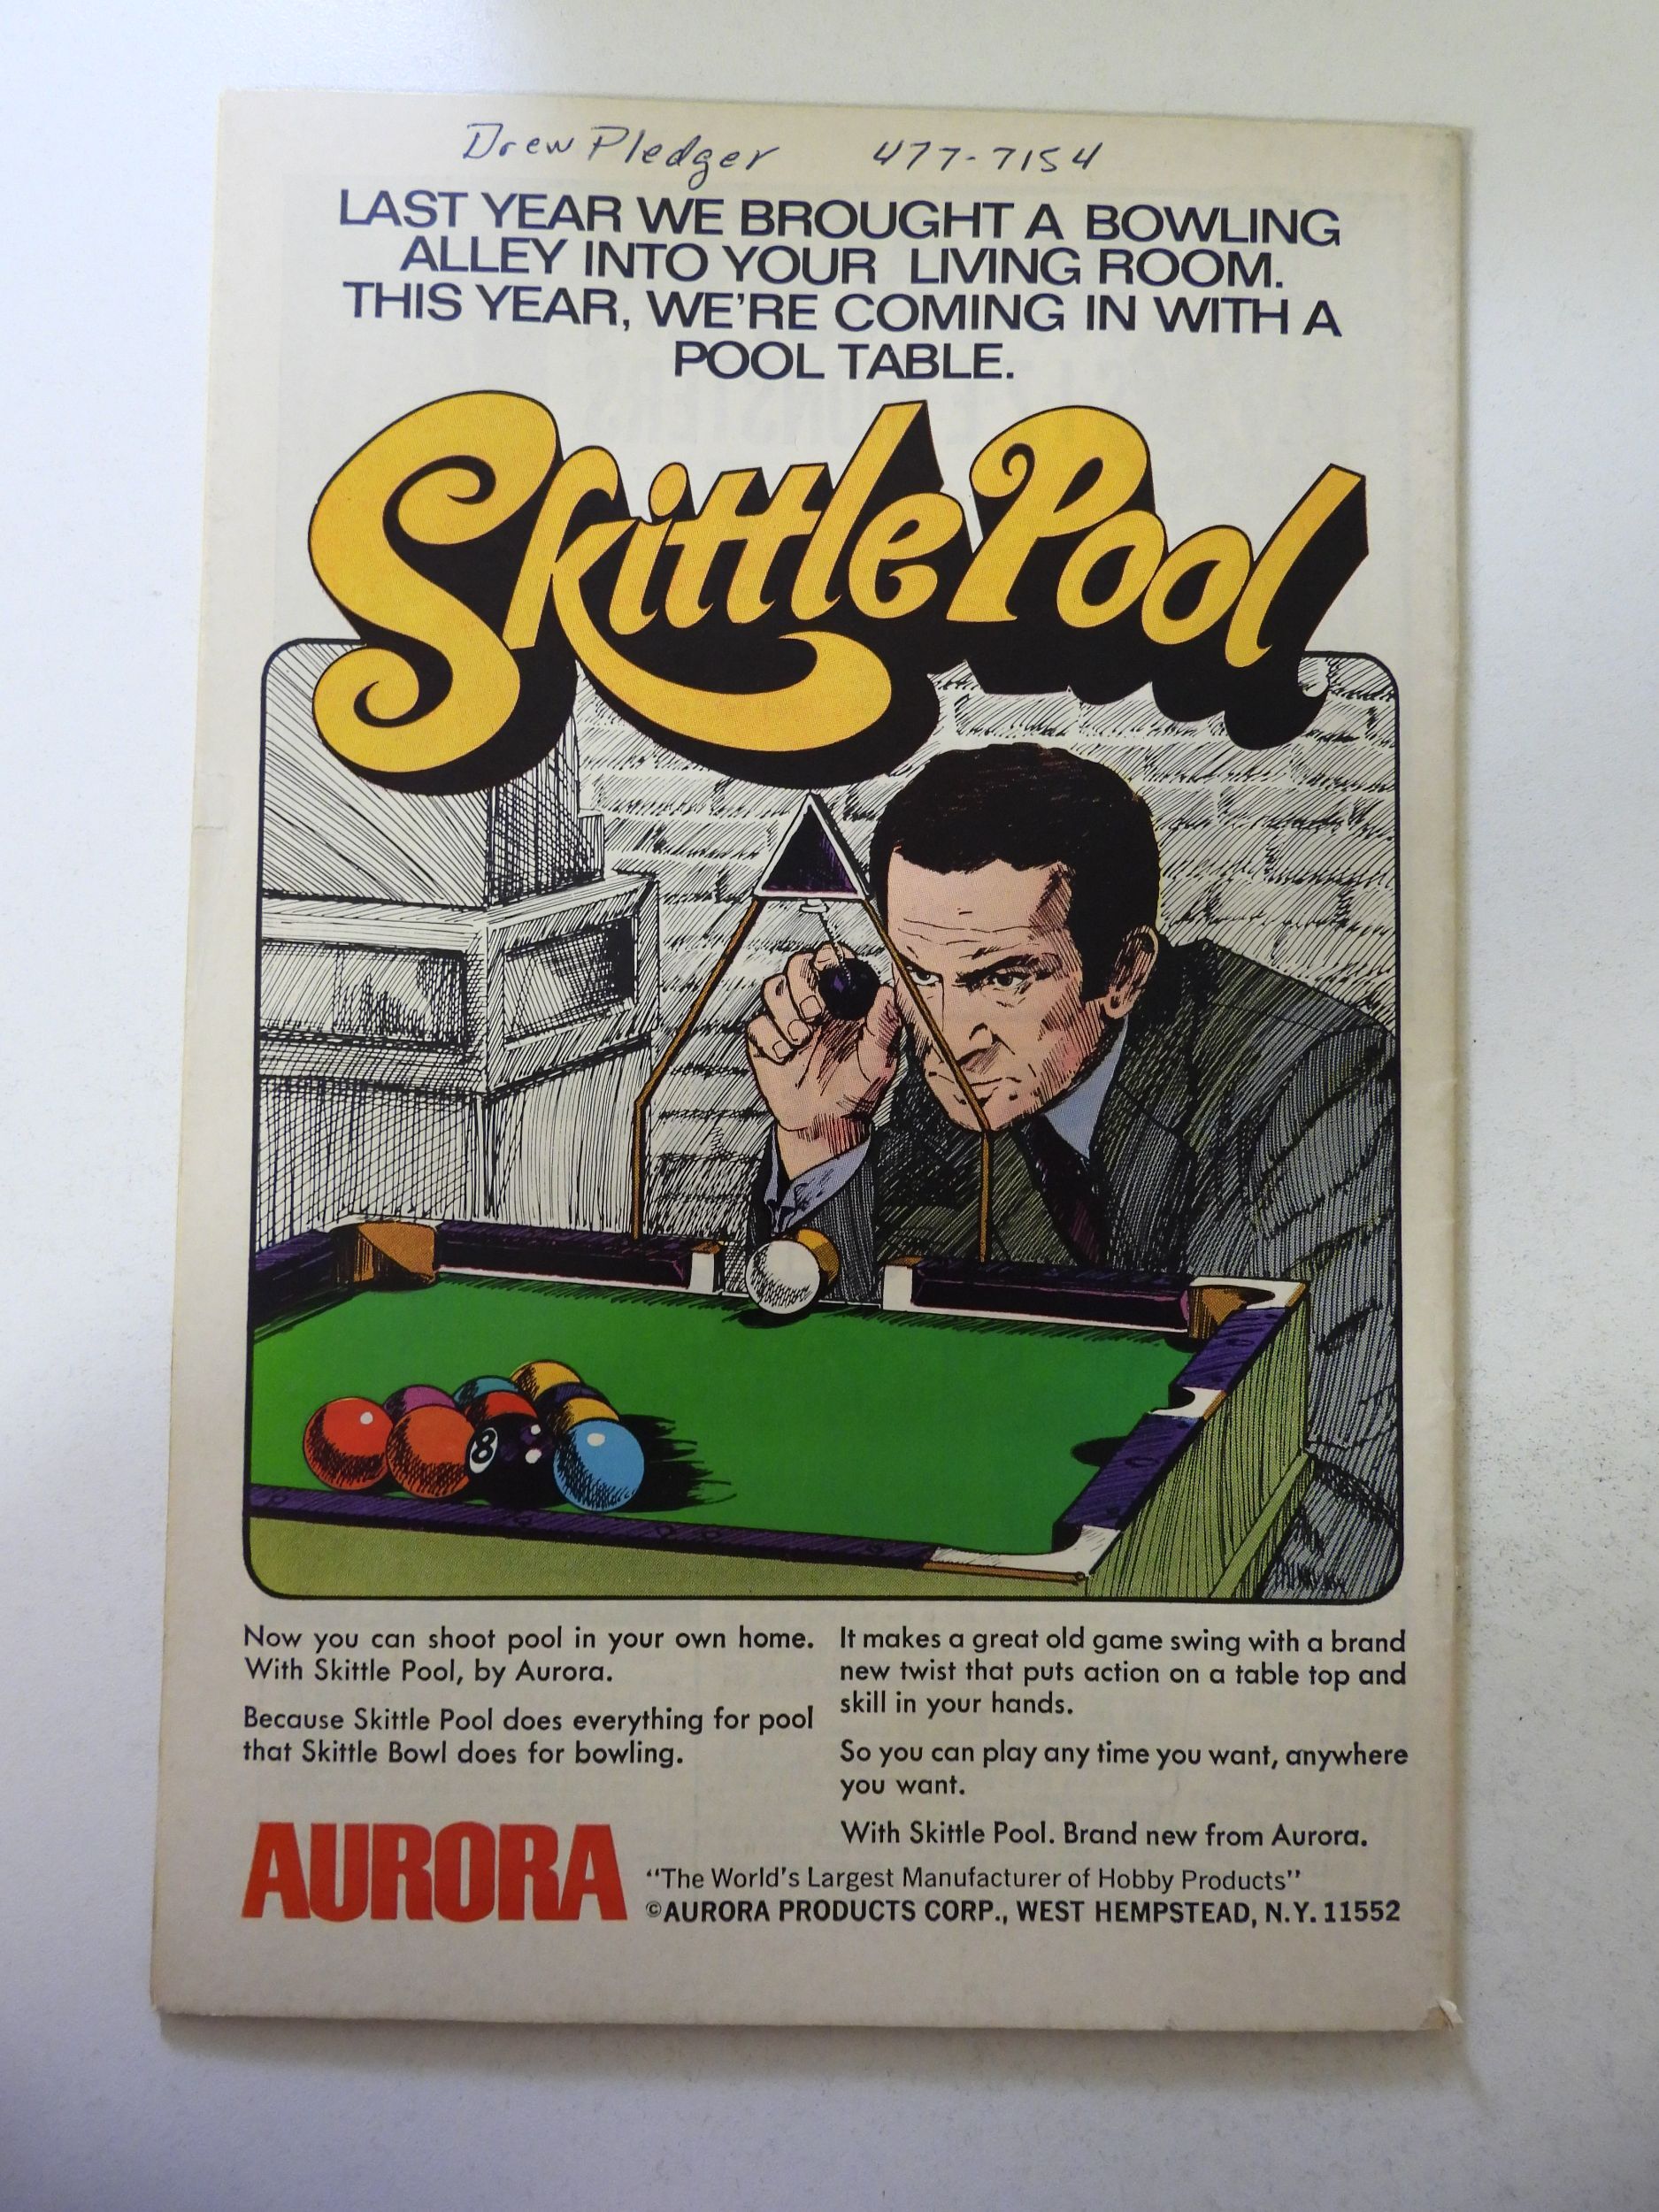 Drew Pledger 477-7154
LAST YEAR WE BROUGHT A BOWLING
ALLEY INTO YOUR LIVING ROOM.
THIS YEAR, WE'RE COMING IN WITH A
POOL TABLE.
Skittle Pool
8
Now you can shoot pool in your own home.
With Skittle Pool, by Aurora.
Because Skittle Pool does everything for pool
that Skittle Bowl does for bowling.
It makes a great old game swing with a brand
new twist that puts action on a table top and
skill in your hands.
So you can play any time you want, anywhere
you want.
With Skittle Pool. Brand new from Aurora.
AURORA
"The World's Largest Manufacturer of Hobby Products"
©AURORA PRODUCTS CORP., WEST HEMPSTEAD, N.Y. 11552